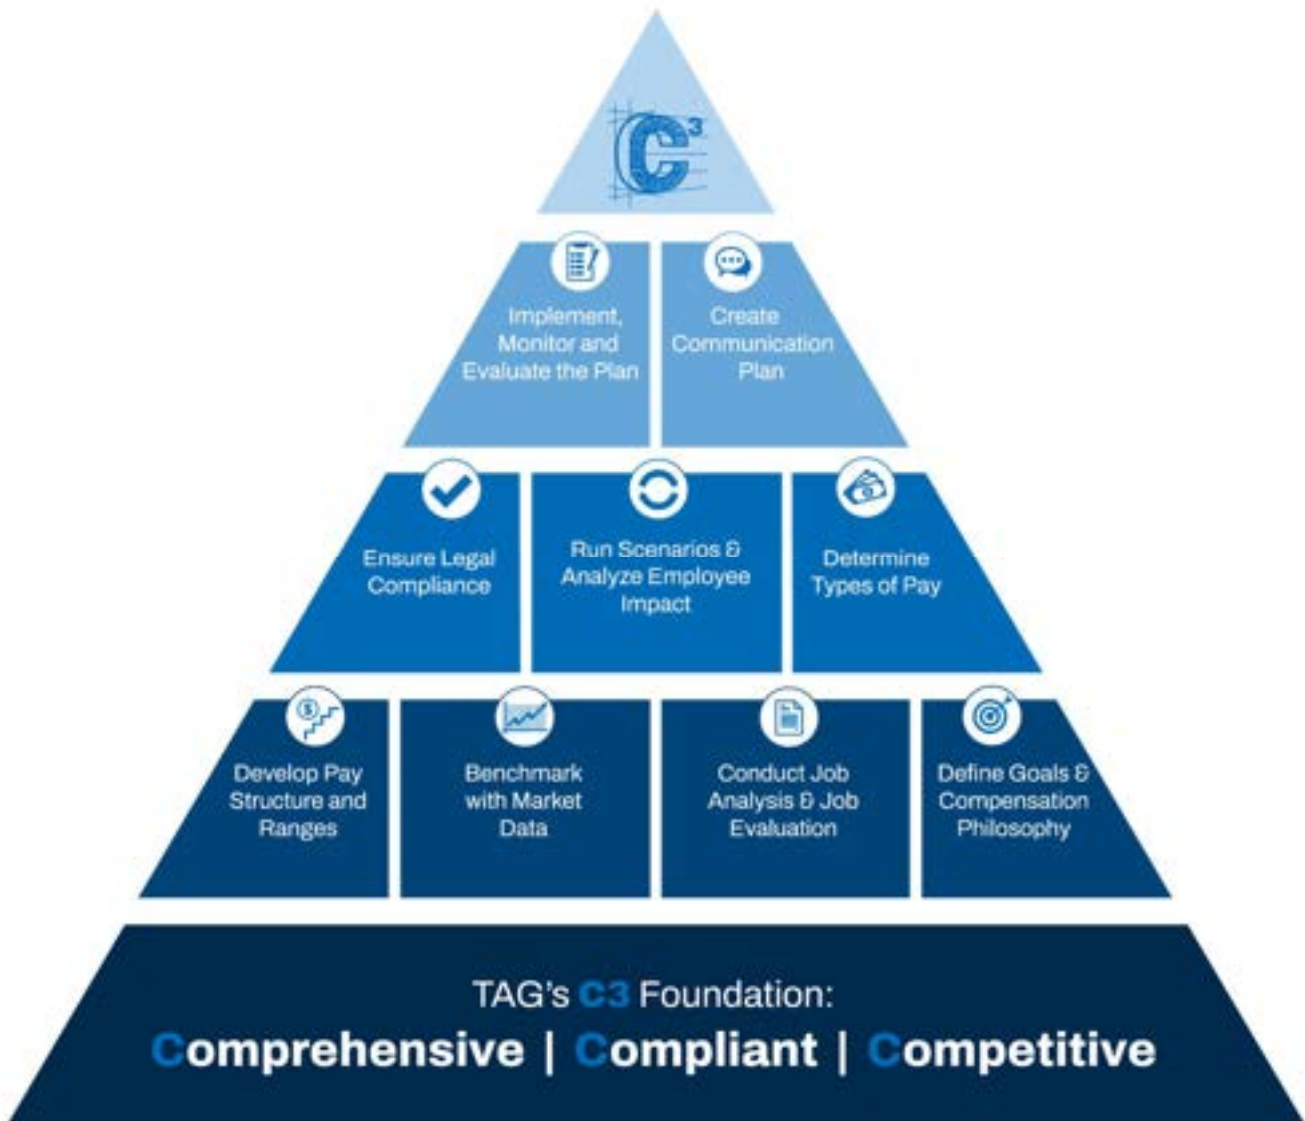 C³
Implement,
Monitor and
Evaluate the Plan
Create
Communication
Plan
Ensure Legal
Compliance
Run Scenarios &
Analyze Employee
Impact
Determine
Types of Pay
$
Develop Pay
Structure and
Ranges
Benchmark
with Market
Data
Conduct Job
Analysis & Job
Evaluation
Define Goals &
Compensation
Philosophy
TAG's C3 Foundation:
Comprehensive | Compliant | Competitive